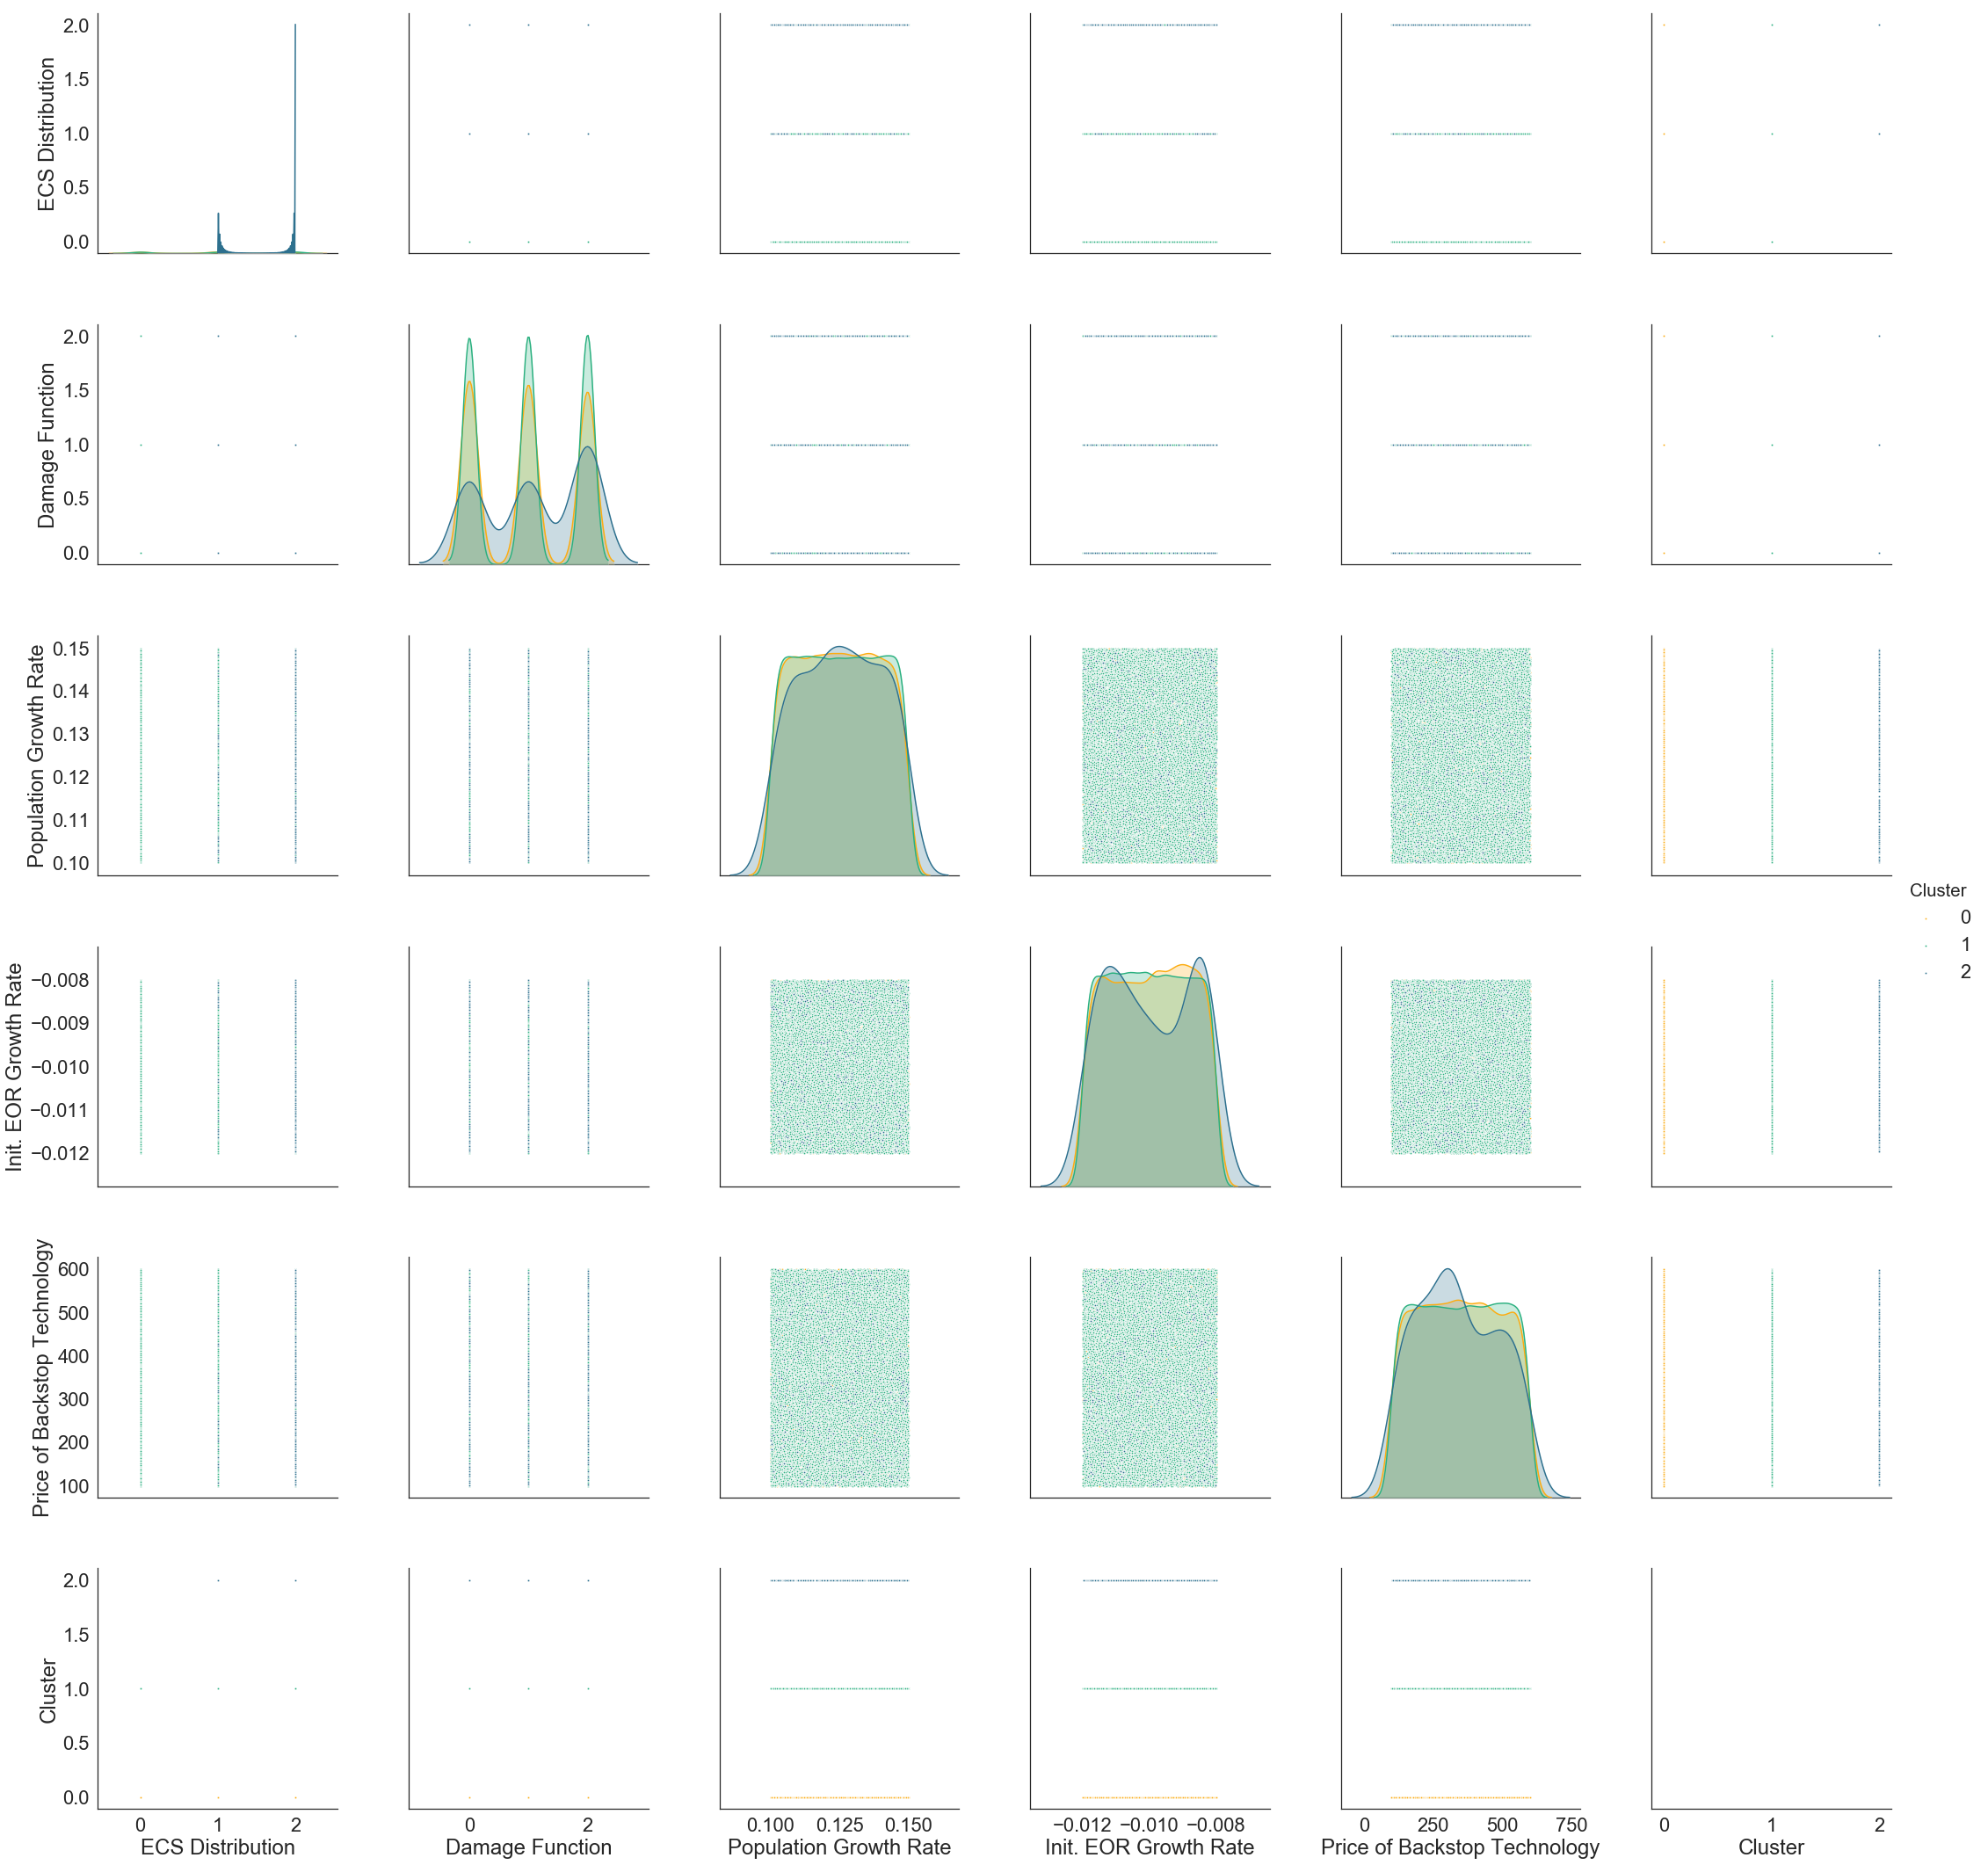 2.0
1.5
1.0
0.5
0.0
ECS Distribution
2.0
1.5
1.0
0.5
0.0
Damage Function
0.15
0.14
0.13
0.12
0.11
0.10
Population Growth Rate
Cluster
0
1
2
−0.008
−0.009
−0.010
−0.011
−0.012
Init. EOR Growth Rate
600
500
400
300
200
100
Price of Backstop Technology
2.0
1.5
1.0
0.5
0.0
Cluster
0 1 2
ECS Distribution
0 2
Damage Function
0.100 0.125 0.150
Population Growth Rate
−0.012 −0.010 −0.008
Init. EOR Growth Rate
0 250 500 750
Price of Backstop Technology
0 1 2
Cluster